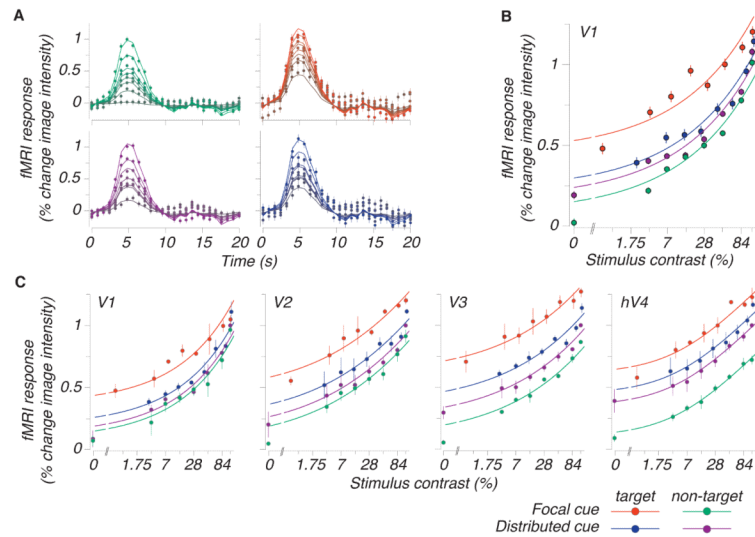 A
fMRI response
(% change image intensity)
1
0.5
0
1
0.5
0
0 5 10 15 20
0 5 10 15 20
Time (s)
B
V1
fMRI response
(% change image intensity)
1.0
0.5
0
0 1.75 7 28 84
Stimulus contrast (%)
C
V1
V2
V3
hV4
fMRI response
(% change image intensity)
1
0.5
0
0 1.75 7 28 84
0 1.75 7 28 84
0 1.75 7 28 84
0 1.75 7 28 84
Stimulus contrast (%)
target non-target
Focal cue
Distributed cue